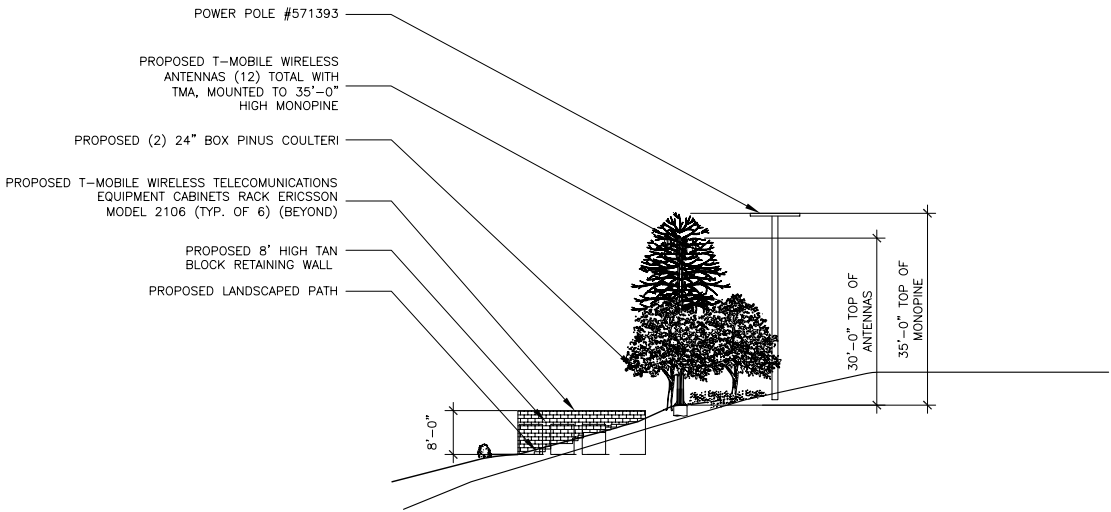 POWER POLE #571393
PROPOSED T-MOBILE WIRELESS
ANTENNAS (12) TOTAL WITH
TMA, MOUNTED TO 35'-0"
HIGH MONOPINE
PROPOSED (2) 24" BOX PINUS COULTERI
PROPOSED T-MOBILE WIRELESS TELECOMUNICATIONS
EQUIPMENT CABINETS RACK ERICSSON
MODEL 2106 (TYP. OF 6) (BEYOND)
PROPOSED 8' HIGH TAN
BLOCK RETAINING WALL
PROPOSED LANDSCAPED PATH
8'-0"
30'-0" TOP OF
ANTENNAS
35'-0" TOP OF
MONOPINE